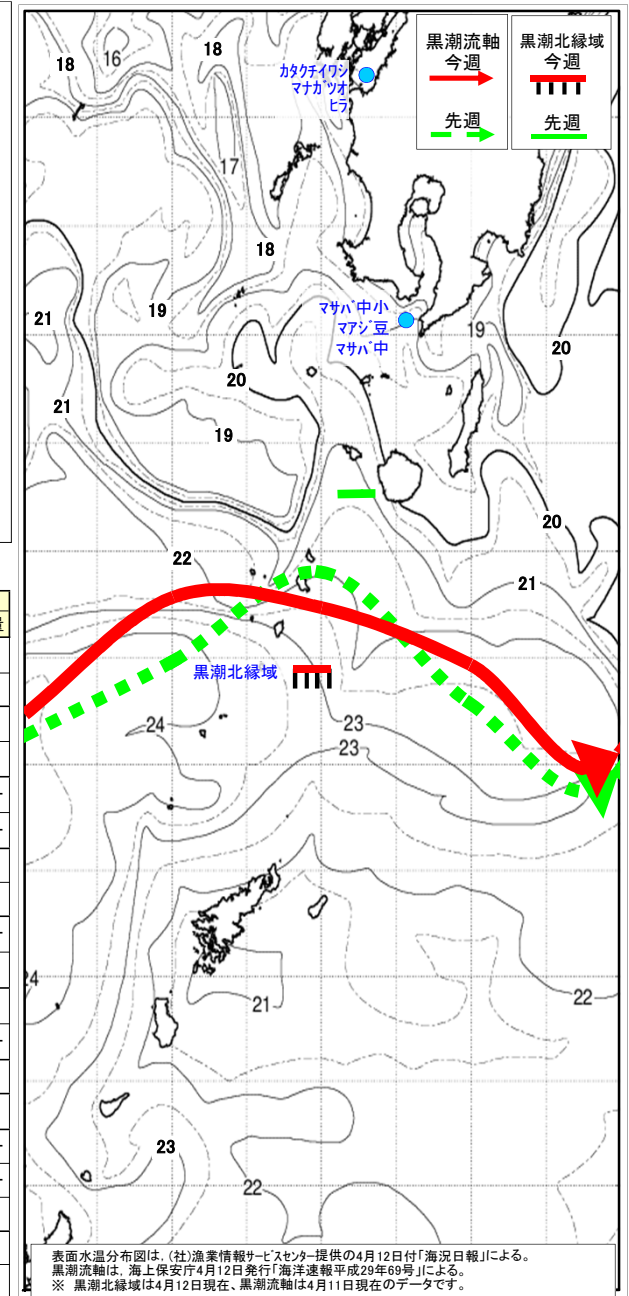 黒潮流軸
今週
先週
黒潮北縁域
今週
先週
カタクチイワシ
マナガツオ
ヒラ
18
16
18
17
18
19
21
マサバ中小
マアジ豆
マサバ中
19
20
20
21
19
20
22
21
黒潮北縁域
24
23
23
24
21
22
23
22
表面水温分布図は,(社)漁業情報サービスセンター提供の4月12日付「海況日報」による。
黒潮流軸は,海上保安庁4月12日発行「海洋速報平成29年69号」による。
※ 黒潮北縁域は4月12日現在、黒潮流軸は4月11日現在のデータです。